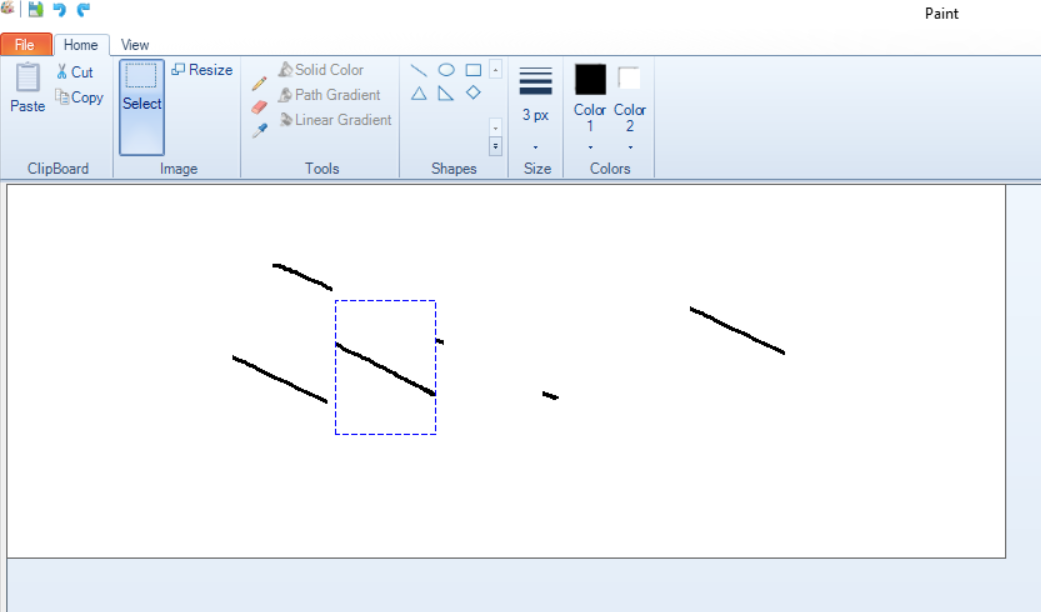 Paint
File Home View
Paste Cut Copy Select Resize Solid Color Path Gradient Linear Gradient 3 px Color 1 Color 2
ClipBoard Image Tools Shapes Size Colors